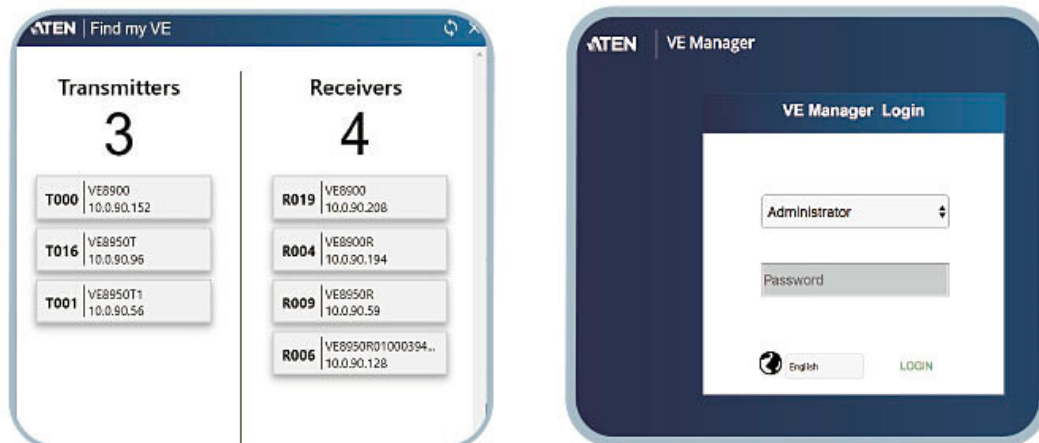 ATEN | Find my VE
Transmitters
3
T000 VE8900
10.0.90.152
T016 VE8950T
10.0.90.96
T001 VE8950T1
10.0.90.56
Receivers
4
R019 VE8900
10.0.90.208
R004 VE8900R
10.0.90.194
R009 VE8950R
10.0.90.59
R006 VE8950R01000394...
10.0.90.128
ATEN | VE Manager
VE Manager Login
Administrator
Password
English
LOGIN